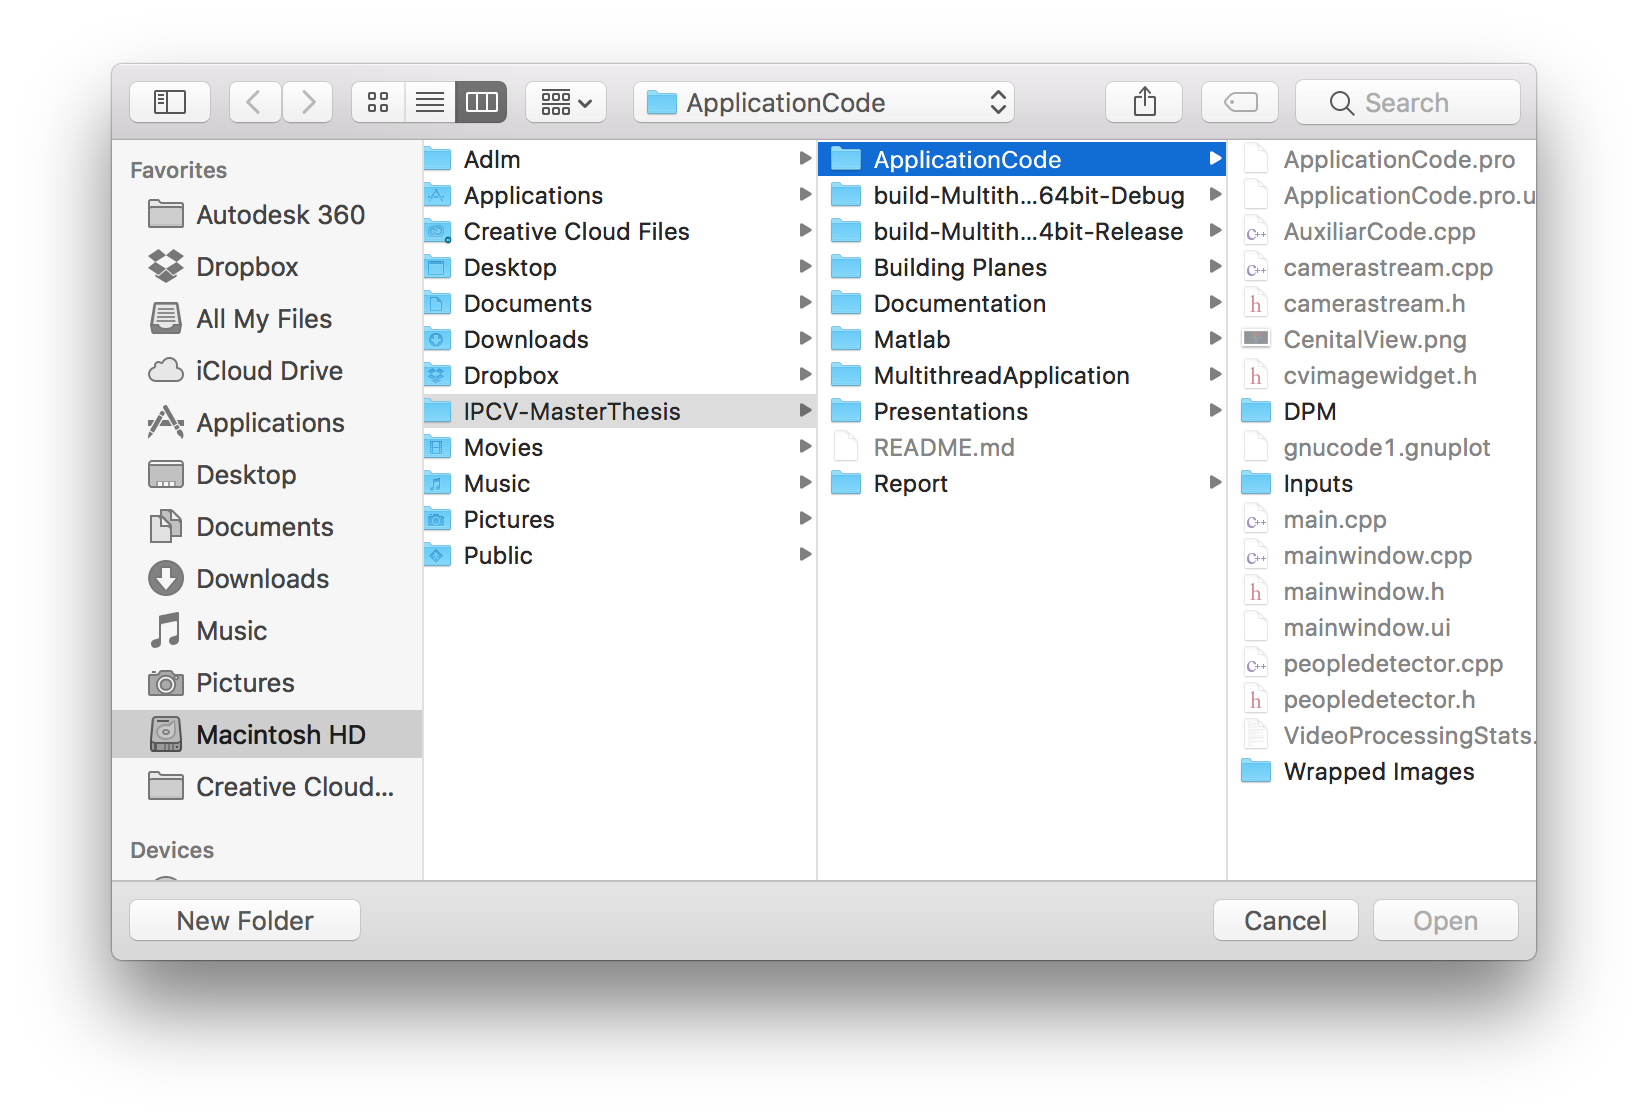 ApplicationCode
Search
Favorites
Autodesk 360
Dropbox
All My Files
iCloud Drive
Applications
Desktop
Documents
Downloads
Music
Pictures
Macintosh HD
Creative Cloud...
Devices
Adlm
Applications
Creative Cloud Files
Desktop
Documents
Downloads
Dropbox
IPCV-MasterThesis
Movies
Music
Pictures
Public
ApplicationCode
build-Multith...64bit-Debug
build-Multith...4bit-Release
Building Planes
Documentation
Matlab
MultithreadApplication
Presentations
README.md
Report
ApplicationCode.pro
ApplicationCode.pro.u
AuxiliarCode.cpp
camerastream.cpp
camerastream.h
CenitalView.png
cvimagewidget.h
DPM
gnucode1.gnuplot
Inputs
main.cpp
mainwindow.cpp
mainwindow.h
mainwindow.ui
peopledetector.cpp
peopledetector.h
VideoProcessingStats.
Wrapped Images
New Folder
Cancel
Open